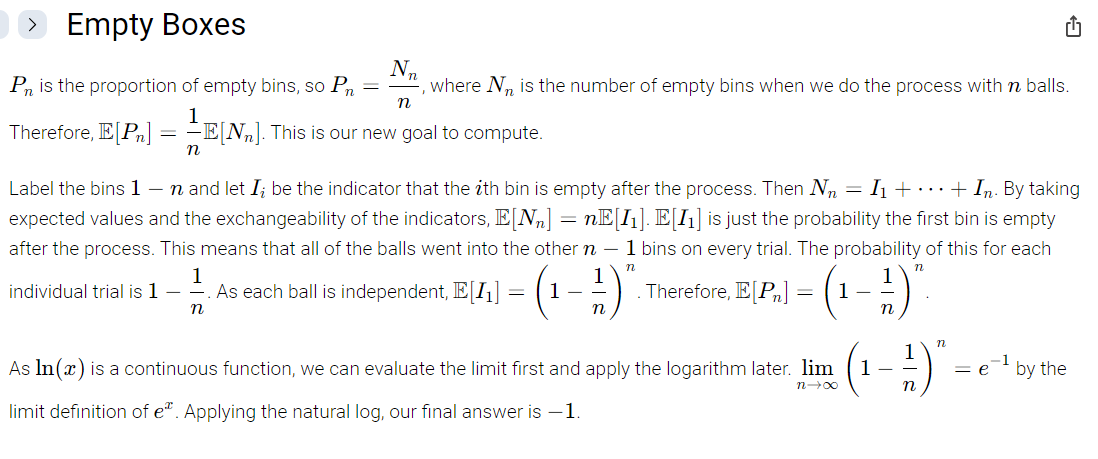 Empty Boxes
$P_n$ is the proportion of empty bins, so $P_n = \dfrac{N_n}{n}$, where $N_n$ is the number of empty bins when we do the process with $n$ balls.
Therefore, $\mathbb{E}[P_n] = \dfrac{1}{n}\mathbb{E}[N_n]$. This is our new goal to compute.
Label the bins $1 - n$ and let $I_i$ be the indicator that the $i$th bin is empty after the process. Then $N_n = I_1 + \cdots + I_n$. By taking
expected values and the exchangeability of the indicators, $\mathbb{E}[N_n] = n\mathbb{E}[I_1]$. $\mathbb{E}[I_1]$ is just the probability the first bin is empty
after the process. This means that all of the balls went into the other $n - 1$ bins on every trial. The probability of this for each
individual trial is $1 - \dfrac{1}{n}$. As each ball is independent, $\mathbb{E}[I_1] = \left(1 - \dfrac{1}{n}\right)^n$. Therefore, $\mathbb{E}[P_n] = \left(1 - \dfrac{1}{n}\right)^n$.
As $\ln(x)$ is a continuous function, we can evaluate the limit first and apply the logarithm later. $\lim\limits_{n \to \infty} \left(1 - \dfrac{1}{n}\right)^n = e^{-1}$ by the
limit definition of $e^x$. Applying the natural log, our final answer is $-1$.